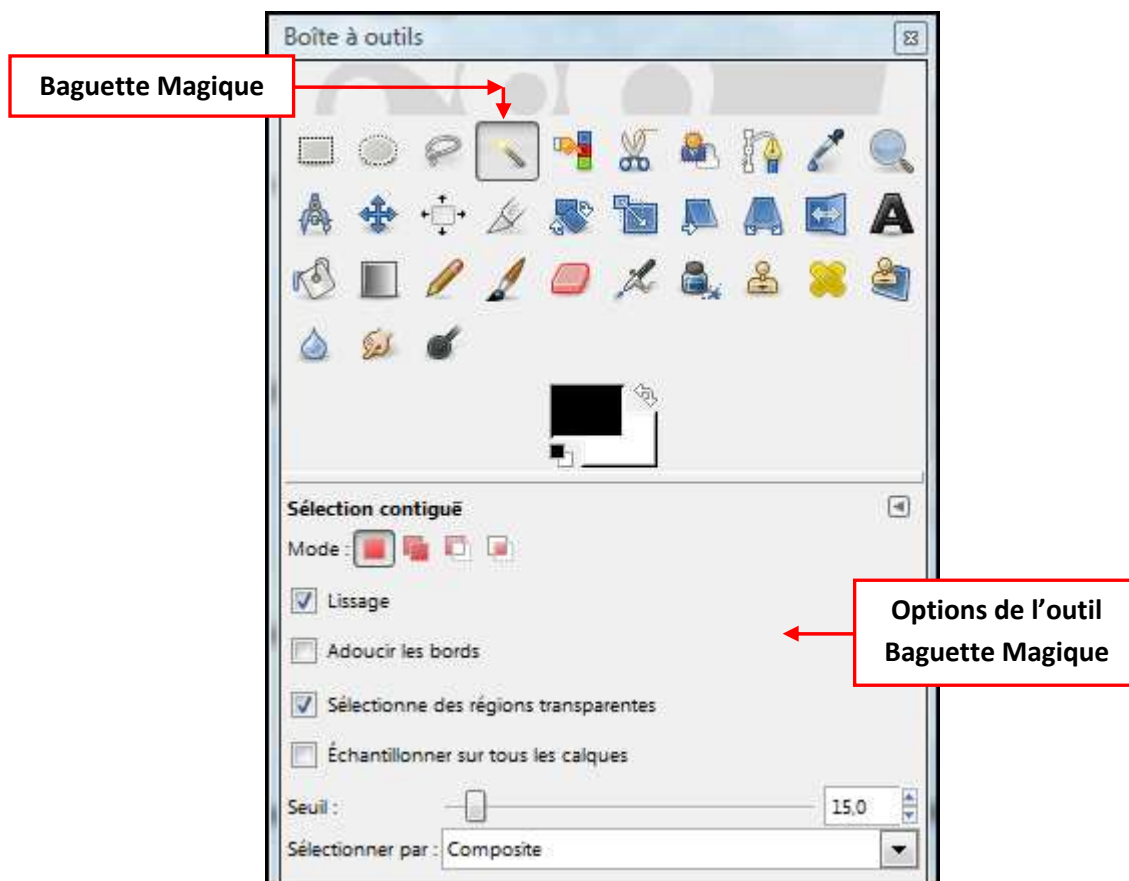 Boîte à outils
Baguette Magique
A
Sélection contiguë
Mode :
Lissage
Adoucir les bords
Options de l’outil
Baguette Magique
Sélectionne des régions transparentes
Échantillonner sur tous les calques
Seuil : 15,0
Sélectionner par : Composite